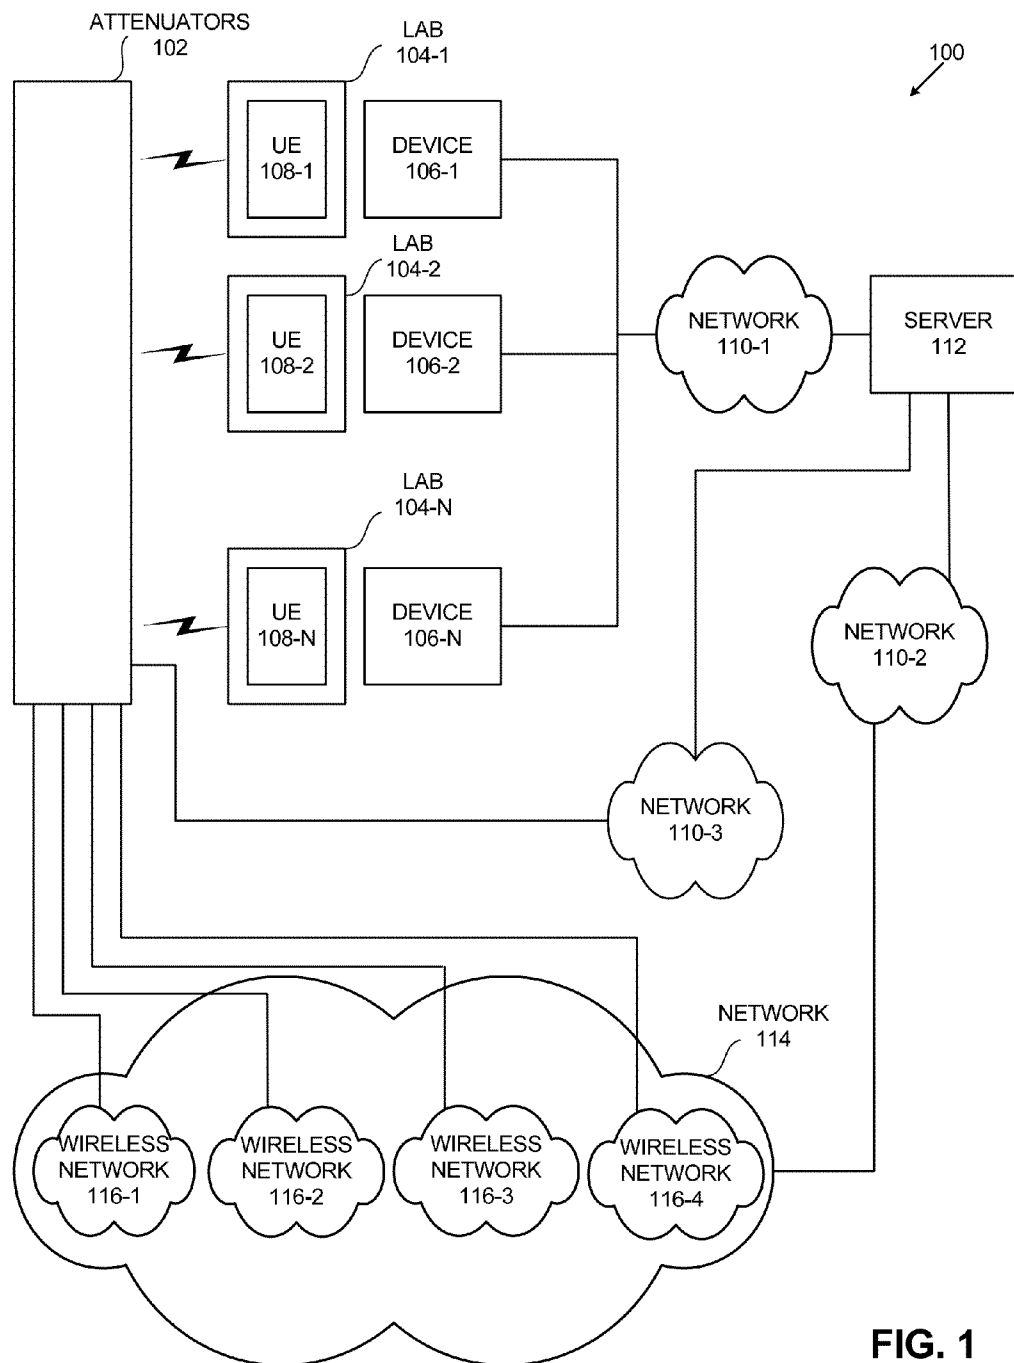 ATTENUATORS
102
LAB
104-1
100
UE
108-1
DEVICE
106-1
LAB
104-2
UE
108-2
DEVICE
106-2
NETWORK
110-1
SERVER
112
LAB
104-N
UE
108-N
DEVICE
106-N
NETWORK
110-2
NETWORK
110-3
NETWORK
114
WIRELESS
NETWORK
116-1
WIRELESS
NETWORK
116-2
WIRELESS
NETWORK
116-3
WIRELESS
NETWORK
116-4
FIG. 1